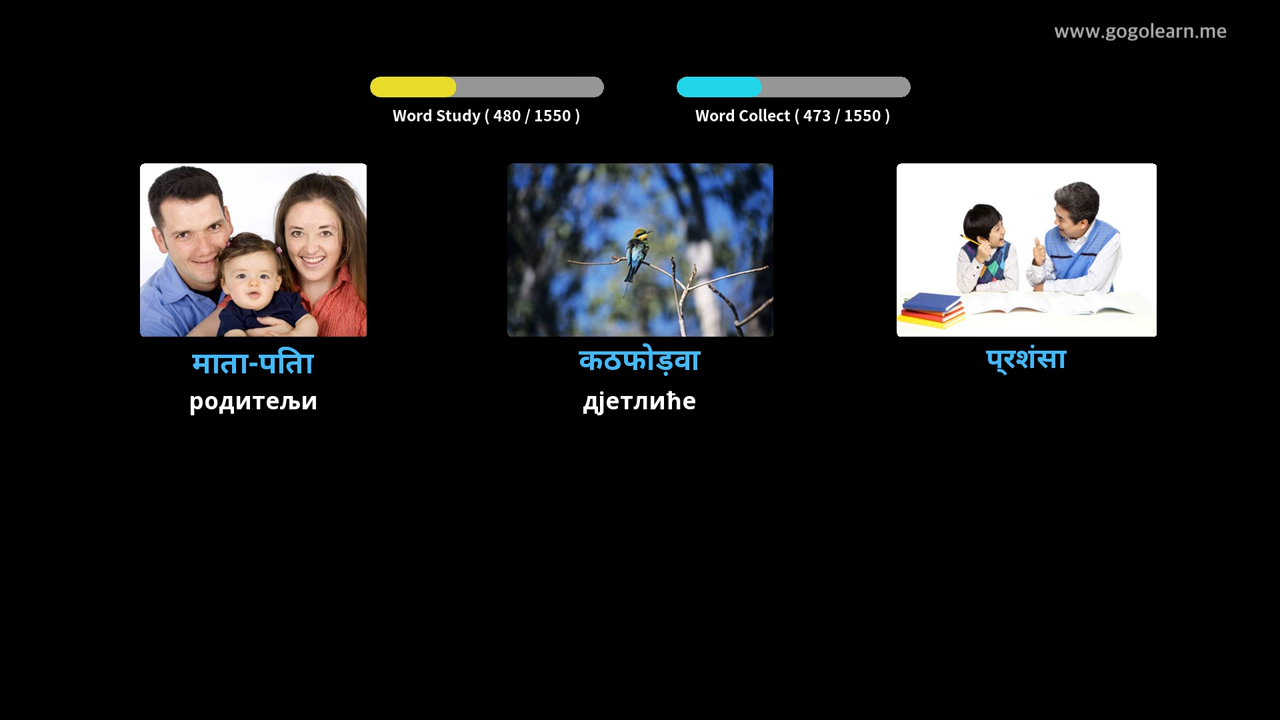 www.gogolearn.me
Word Study ( 480 / 1550 )
Word Collect ( 473 / 1550 )
माता-पिता
родитељи
कठफोड़वा
дјетлиће
प्रशंसा